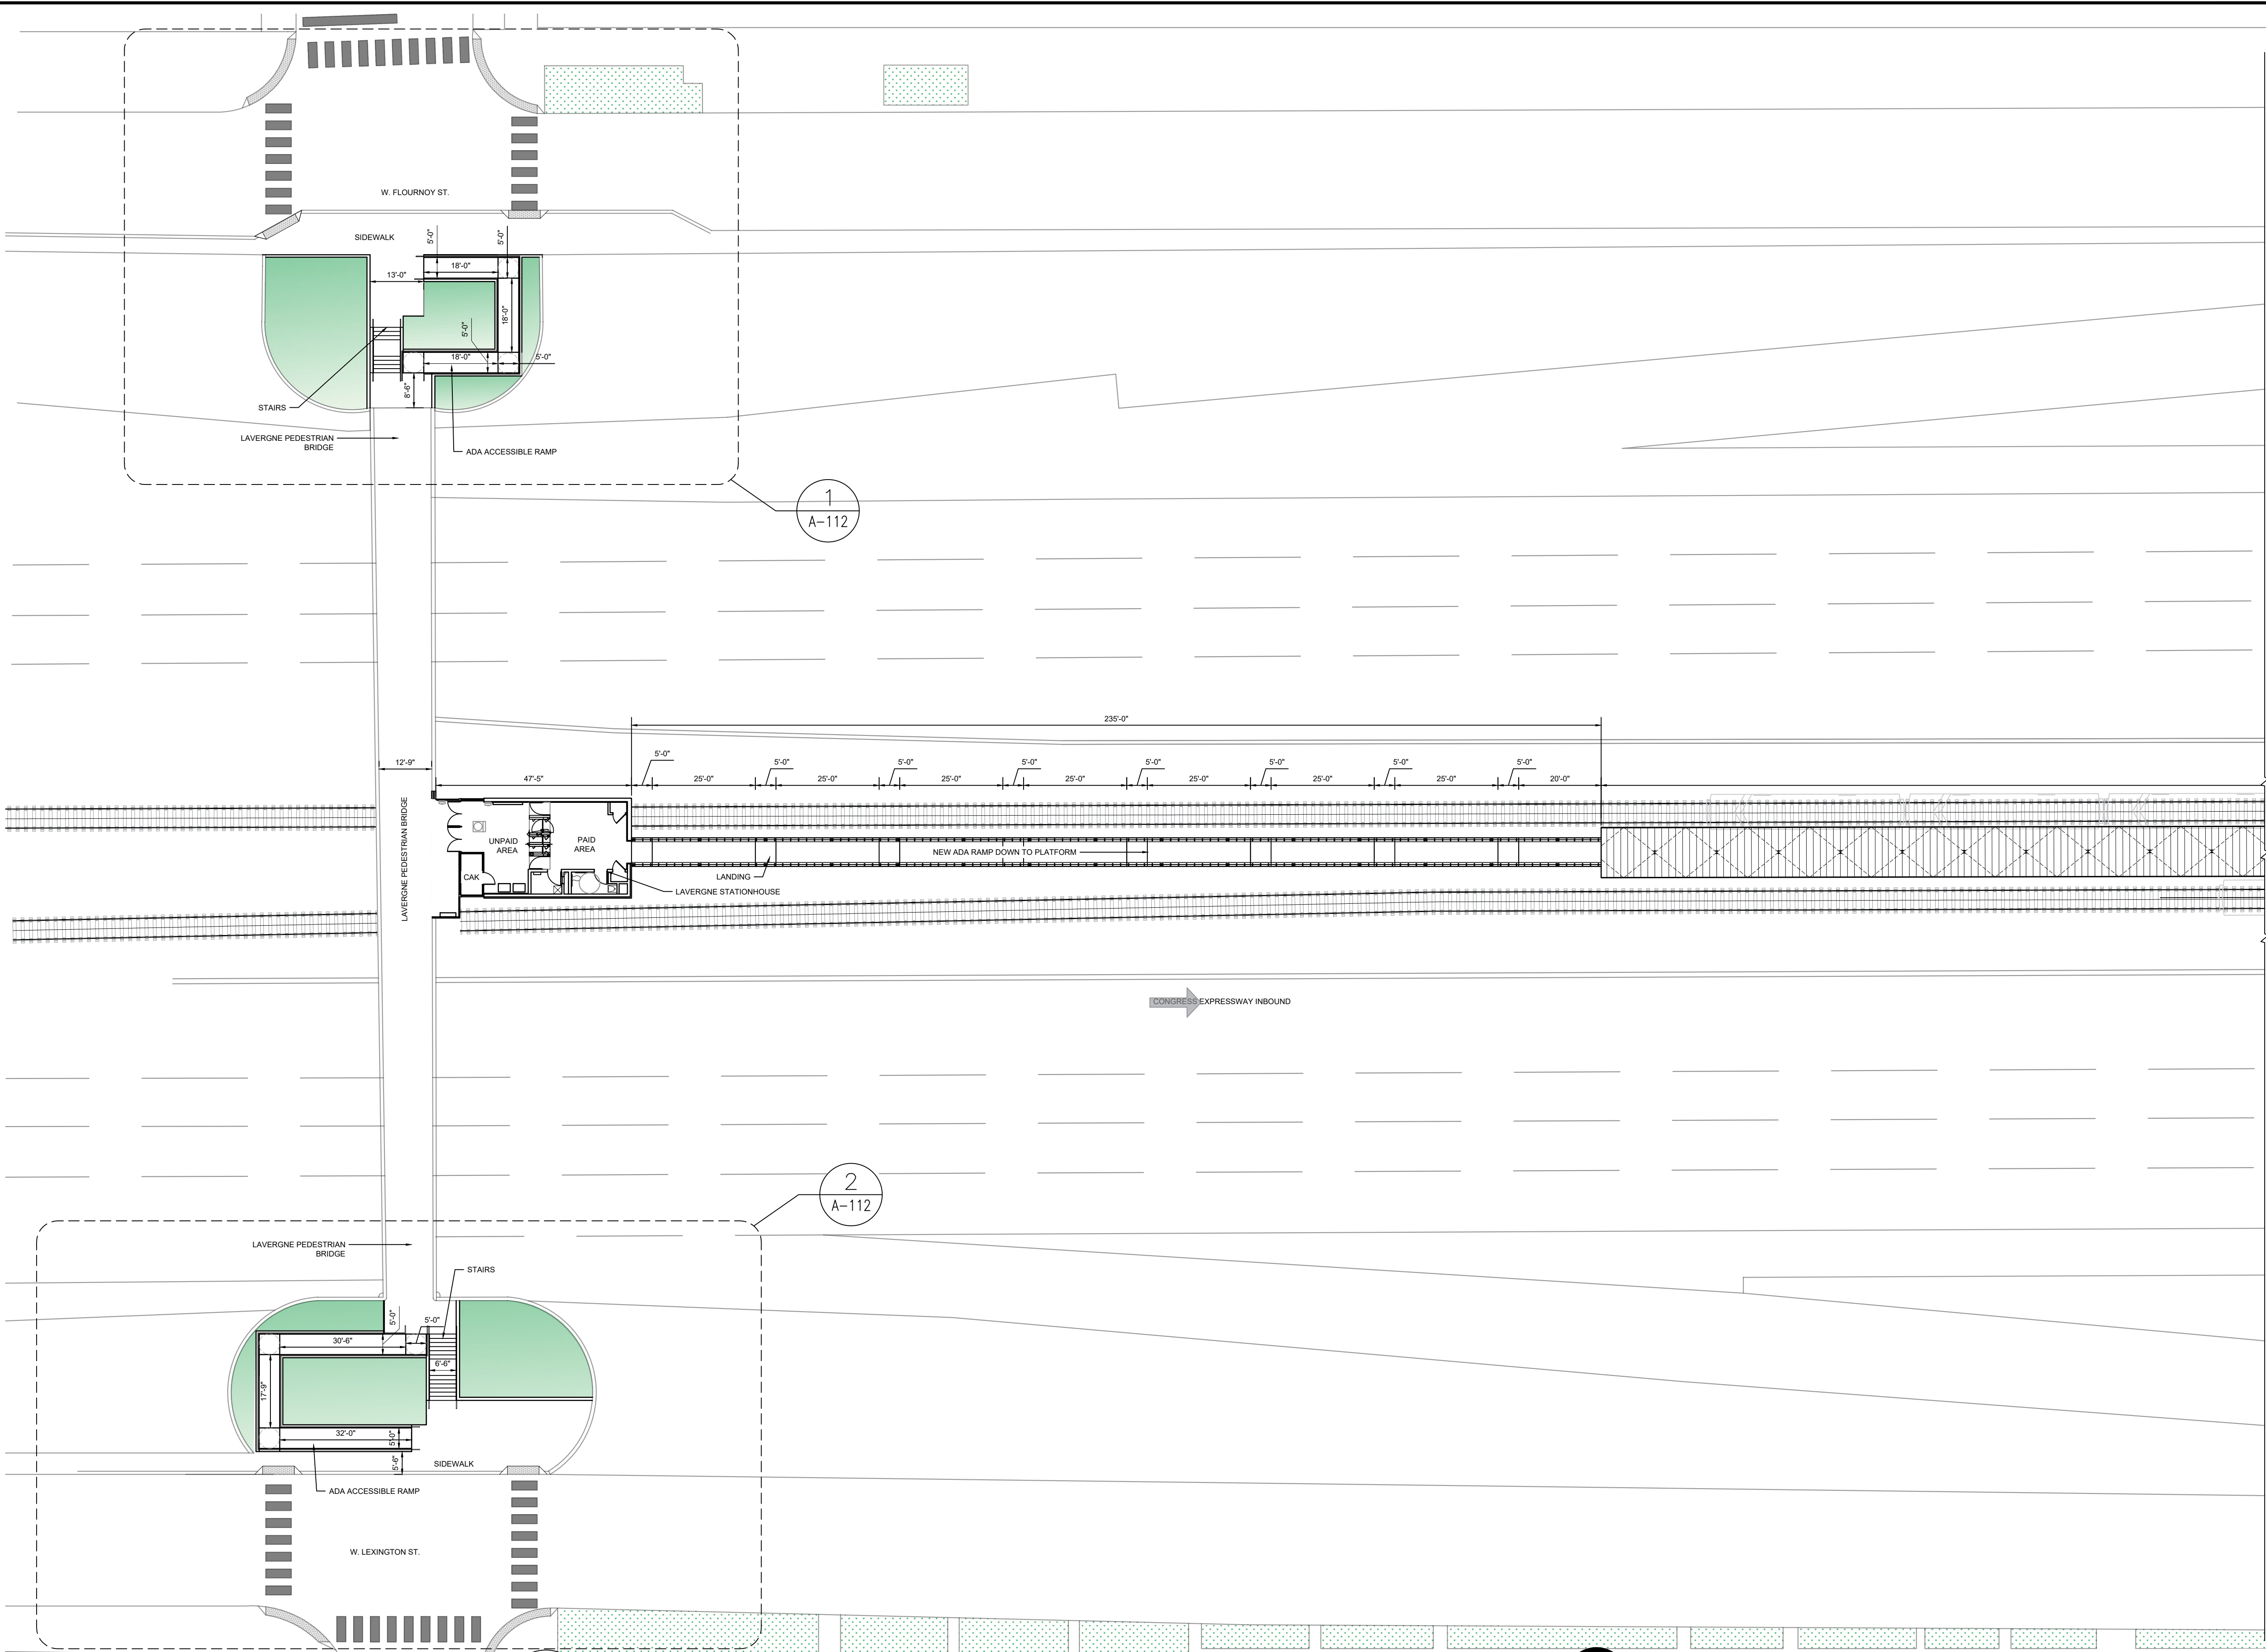 W. FLOURNOY ST.
SIDEWALK
5'-0"
5'-0"
18'-0"
13'-0"
18'-0"
5'-0"
18'-0"
5'-0"
8'-6"
STAIRS
LAVERGNE PEDESTRIAN
BRIDGE
ADA ACCESSIBLE RAMP
1
A-112
235'-0"
12'-9"
47'-5"
5'-0"
25'-0"
5'-0"
25'-0"
5'-0"
25'-0"
5'-0"
25'-0"
5'-0"
25'-0"
5'-0"
25'-0"
5'-0"
25'-0"
5'-0"
20'-0"
LAVERGNE PEDESTRIAN BRIDGE
UNPAID
AREA
PAID
AREA
CAK
NEW ADA RAMP DOWN TO PLATFORM
LANDING
LAVERGNE STATIONHOUSE
CONGRESS EXPRESSWAY INBOUND
2
A-112
LAVERGNE PEDESTRIAN
BRIDGE
STAIRS
5'-0"
5'-0"
30'-6"
6'-6"
17'-9"
32'-0"
5'-0"
5'-6"
SIDEWALK
ADA ACCESSIBLE RAMP
W. LEXINGTON ST.